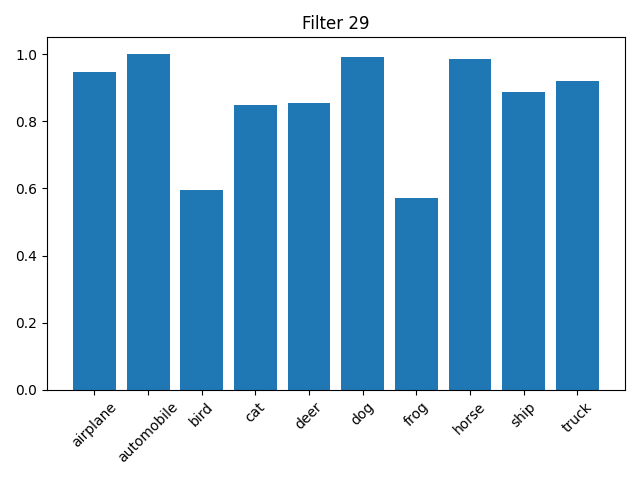 Filter 29
1.0
0.8
0.6
0.4
0.2
0.0
airplane
automobile
bird
cat
deer
dog
frog
horse
ship
truck